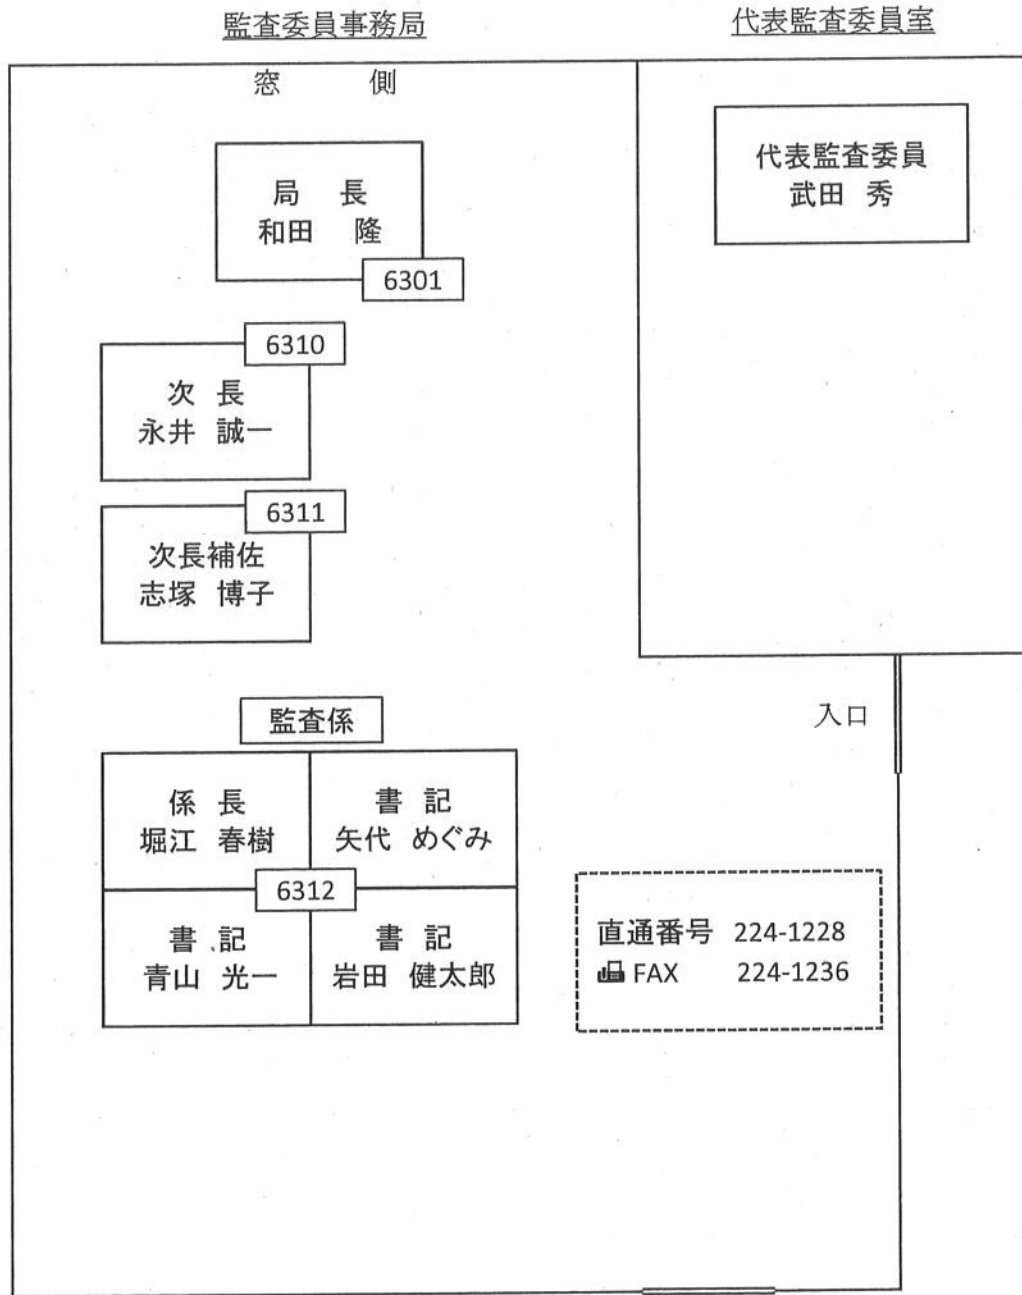 監査委員事務局
代表監査委員室
窓 側
局 長
和田 隆
6301
代表監査委員
武田 秀
6310
次 長
永井 誠一
6311
次長補佐
志塚 博子
入口
監査係
係 長
堀江 春樹
書 記
矢代 めぐみ
6312
書 記
青山 光一
書 記
岩田 健太郎
直通番号 224-1228
📠 FAX 224-1236